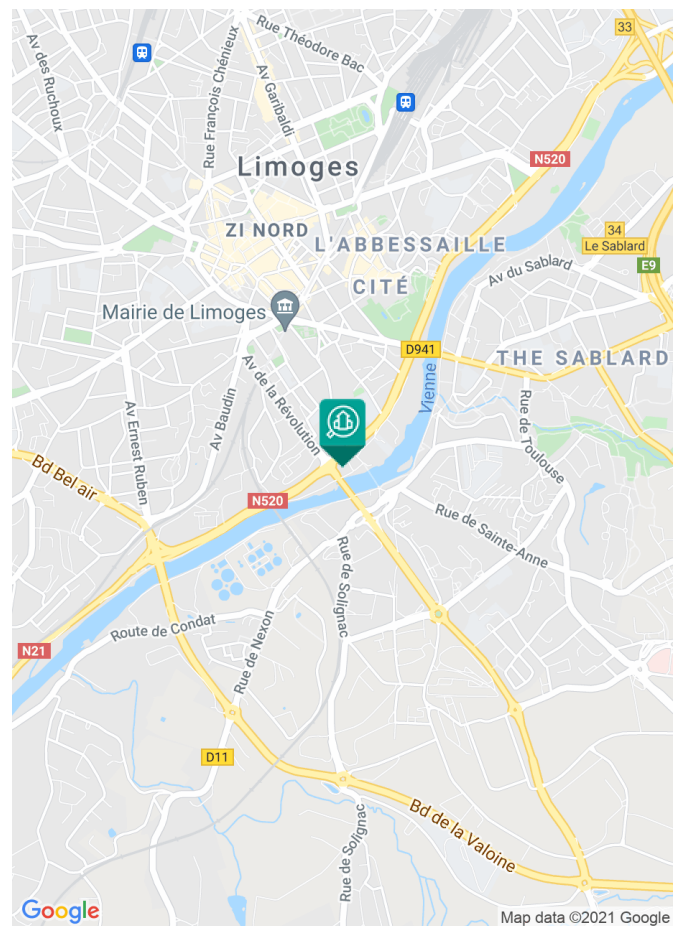 33
Rue Théodore Bac
Av des Ruchoux
Rue François Chénieux
Av Garibaldi
N520
Limoges
ZI NORD
L'ABBESSAILLE
34
Le Sablard
E9
Av du Sablard
CITÉ
Mairie de Limoges
D941
THE SABLARD
Vienne
Av de la Révolution
Av Baudin
Av Ernest Ruben
Rue de Toulouse
Bd Bel air
N520
Rue de Sainte-Anne
Rue de Solignac
Route de Condat
Rue de Nexon
N21
D11
Bd de la Valoine
Rue de Solignac
Google
Map data ©2021 Google